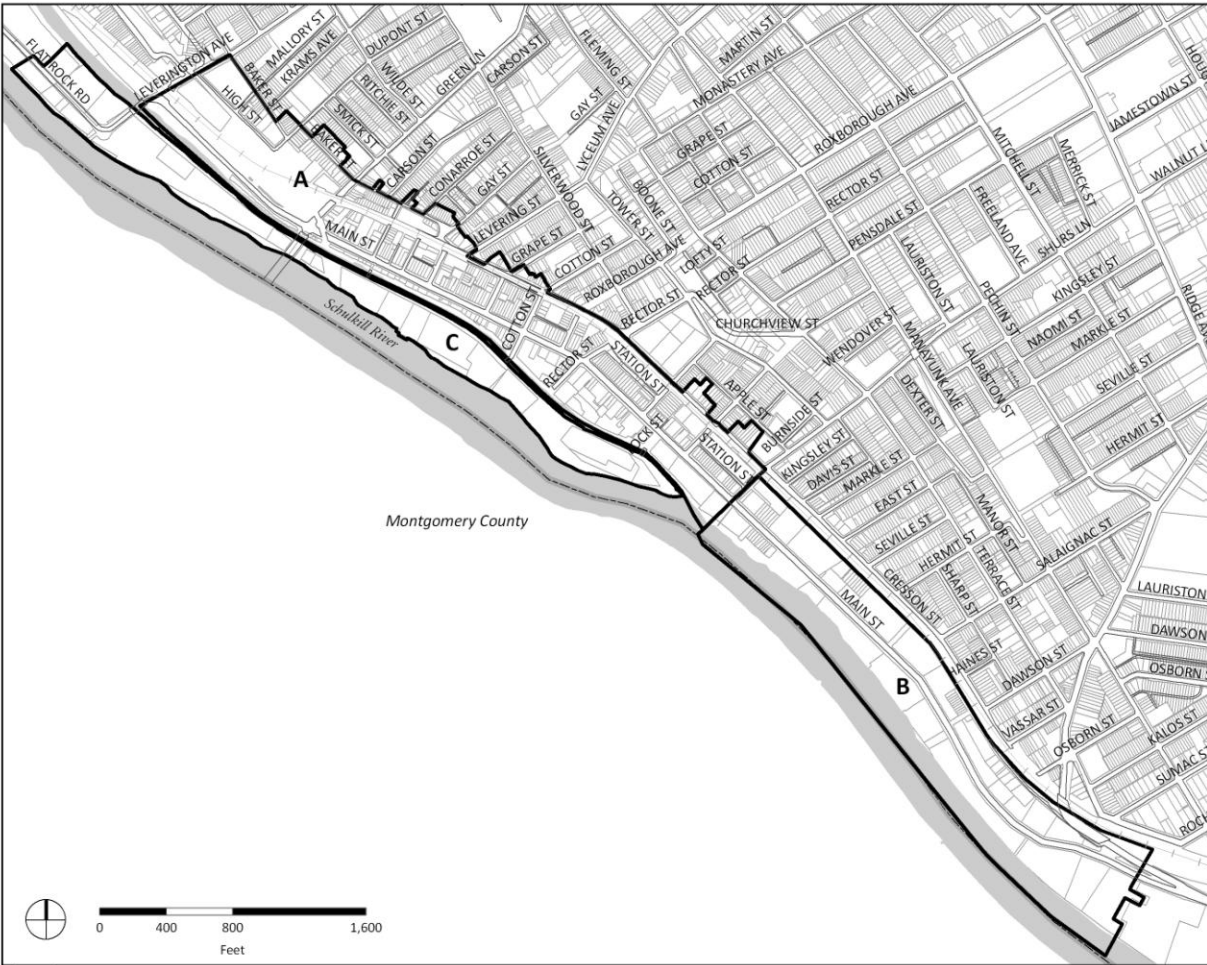 FLAT ROCK RD
LEVERINGTON AVE
BAKER ST
HIGH ST
MALLORY ST
KRAMS AVE
DUPONT ST
WILDE ST
RITCHIE ST
SMICK ST
GREEN LN
CARSON ST
CARSON ST
CONARROE ST
GAY ST
LEVERING ST
GRAPE ST
COTTON ST
ROXBOROUGH AVE
RECTOR ST
FLEMING ST
GAY ST
LYCEUM AVE
SILVERWOOD ST
TOWER ST
BOONE ST
LOFTY ST
RECTOR ST
MARTIN ST
MONASTERY AVE
GRAPE ST
COTTON ST
ROXBOROUGH AVE
RECTOR ST
PENSDALE ST
MITCHELL ST
MERRICK ST
FREELAND AVE
SHURS LN
JAMESTOWN ST
WALNUT
KINGSLEY ST
NAOMI ST
MARKLE ST
SEVILLE ST
HERMIT ST
RIDGE
LAURISTON ST
PECHIN ST
LAURISTON ST
MANAYUNK AVE
DEXTER ST
CHURCHVIEW ST
WENDOVER ST
A
MAIN ST
COTTON ST
RECTOR ST
STATION ST
APPLE ST
BURNSIDE ST
STATION ST
Schulkill River
C
Montgomery County
KINGSLEY ST
DAVIS ST
MARKLE ST
EAST ST
SEVILLE ST
HERMIT ST
CRESSON ST
SHARP ST
TERRACE ST
MANOR ST
SALAIGNAC ST
MAIN ST
B
HAINES ST
DAWSON ST
VASSAR ST
OSBORN ST
LAURISTON
DAWSON
OSBORN
KALOS ST
SUMAC ST
0 400 800 1,600
Feet